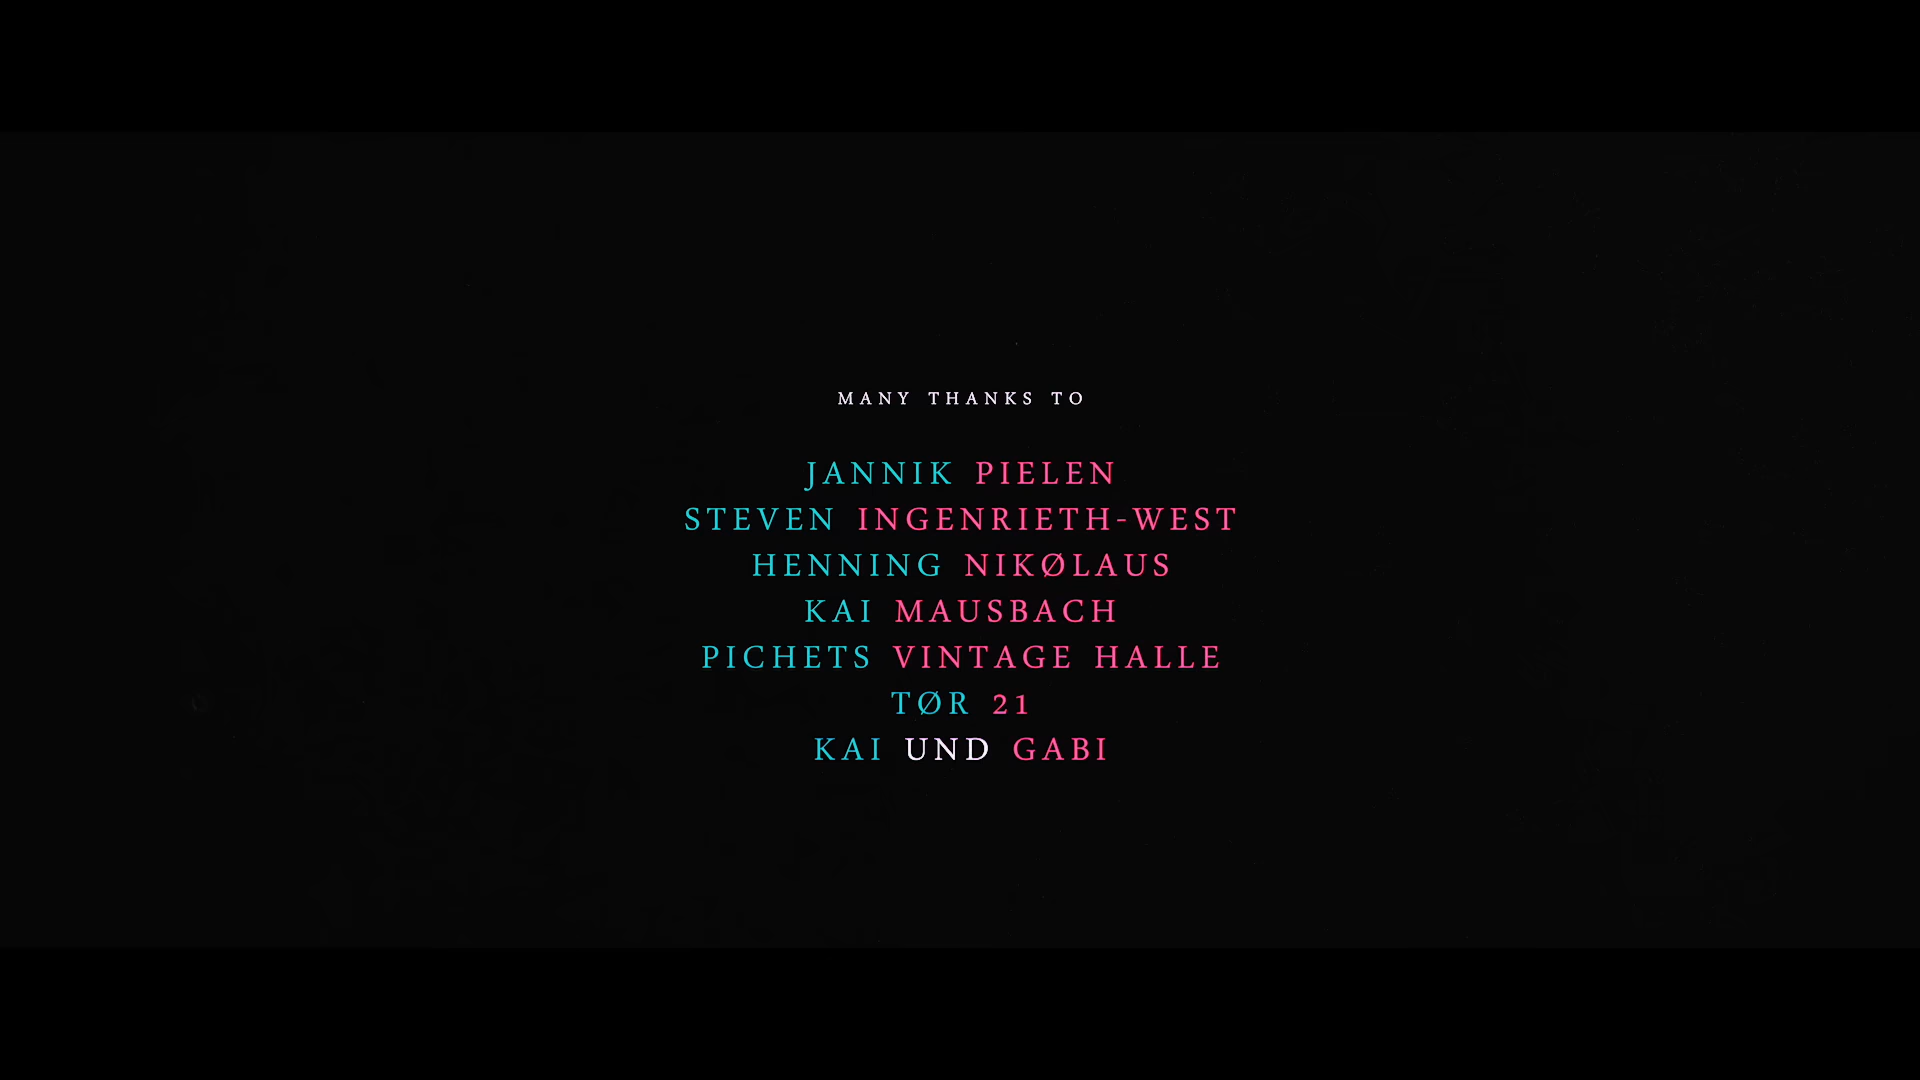 MANY THANKS TO
JANNIK PIELEN
STEVEN INGENRIETH-WEST
HENNING NIKØLAUS
KAI MAUSBACH
PICHETS VINTAGE HALLE
TØR 21
KAI UND GABI